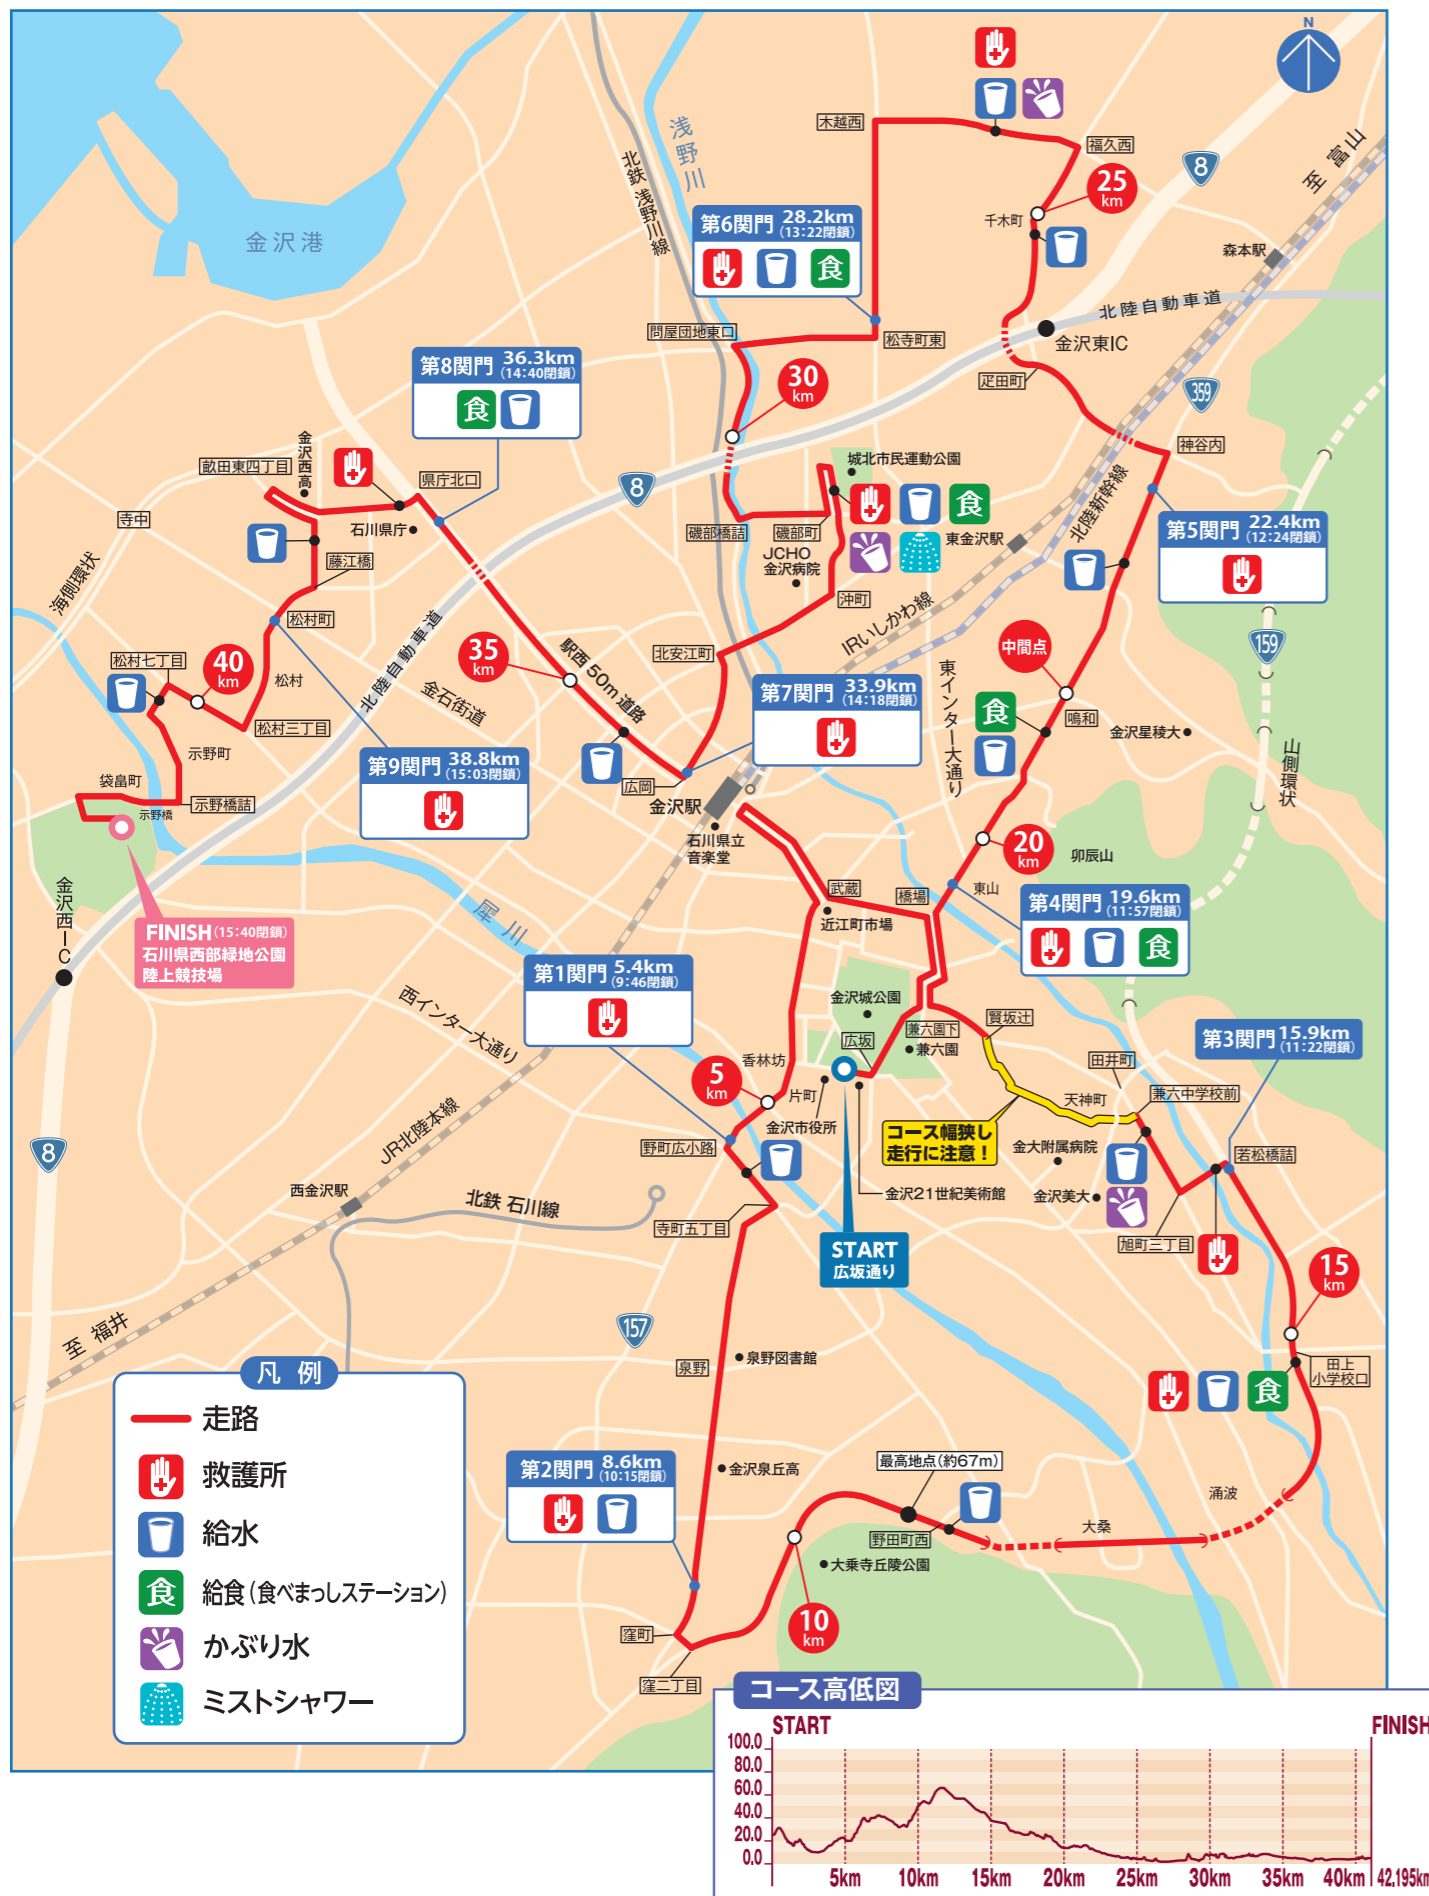 N
浅野川
木越西
福久西
8
至 富山
25
km
千木町
北鉄 浅野川線
第6関門 28.2km
(13:22閉鎖)
食
金沢港
森本駅
北陸自動車道
問屋団地東口
松寺町東
金沢東IC
疋田町
第8関門 36.3km
(14:40閉鎖)
食
30
km
359
神谷内
金沢西高
畝田東四丁目
県庁北口
8
城北市民運動公園
食
北陸新幹線
第5関門 22.4km
(12:24閉鎖)
寺中
石川県庁
磯部橋詰
磯部町
東金沢駅
JCHO
金沢病院
藤江橋
海側環状
沖町
IRいしかわ線
松村町
北陸自動車道
159
中間点
松村七丁目
40
km
35
km
駅西50m道路
北安江町
東インター大通り
松村
金石街道
第7関門 33.9km
(14:18閉鎖)
食
鳴和
金沢星稜大
松村三丁目
示野町
第9関門 38.8km
(15:03閉鎖)
山側環状
袋畠町
示野橋詰
示野橋
広岡
金沢駅
石川県立
音楽堂
20
km
卯辰山
金沢西IC
武蔵
橋場
東山
近江町市場
第4関門 19.6km
(11:57閉鎖)
食
犀川
FINISH(15:40閉鎖)
石川県西部緑地公園
陸上競技場
第1関門 5.4km
(9:46閉鎖)
西インター大通り
金沢城公園
広坂
兼六園下
兼六園
賢坂辻
第3関門 15.9km
(11:22閉鎖)
香林坊
田井町
5
km
片町
天神町
兼六中学校前
金沢市役所
コース幅狭し
走行に注意！
JR北陸本線
8
野町広小路
金大附属病院
若松橋詰
西金沢駅
北鉄 石川線
金沢21世紀美術館
金沢美大
寺町五丁目
旭町三丁目
START
広坂通り
15
km
157
至 福井
泉野
泉野図書館
田上
小学校口
食
凡 例
走路
救護所
給水
食
給食(食べまっしステーション)
かぶり水
ミストシャワー
第2関門 8.6km
(10:15閉鎖)
金沢泉丘高
最高地点(約67m)
涌波
大桑
野田町西
大乗寺丘陵公園
10
km
窪町
窪二丁目
コース高低図
START
FINISH
100.0
80.0
60.0
40.0
20.0
0.0
5km
10km
15km
20km
25km
30km
35km
40km
42,195km